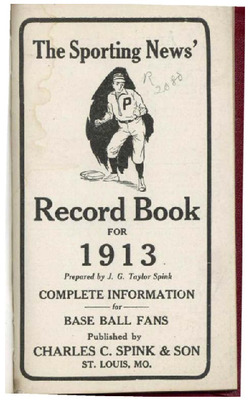 The Sporting News'
R
2080
P
Record Book
FOR
1913
Prepared by J. G. Taylor Spink
COMPLETE INFORMATION
for
BASE BALL FANS
Published by
CHARLES C. SPINK & SON
ST. LOUIS, MO.